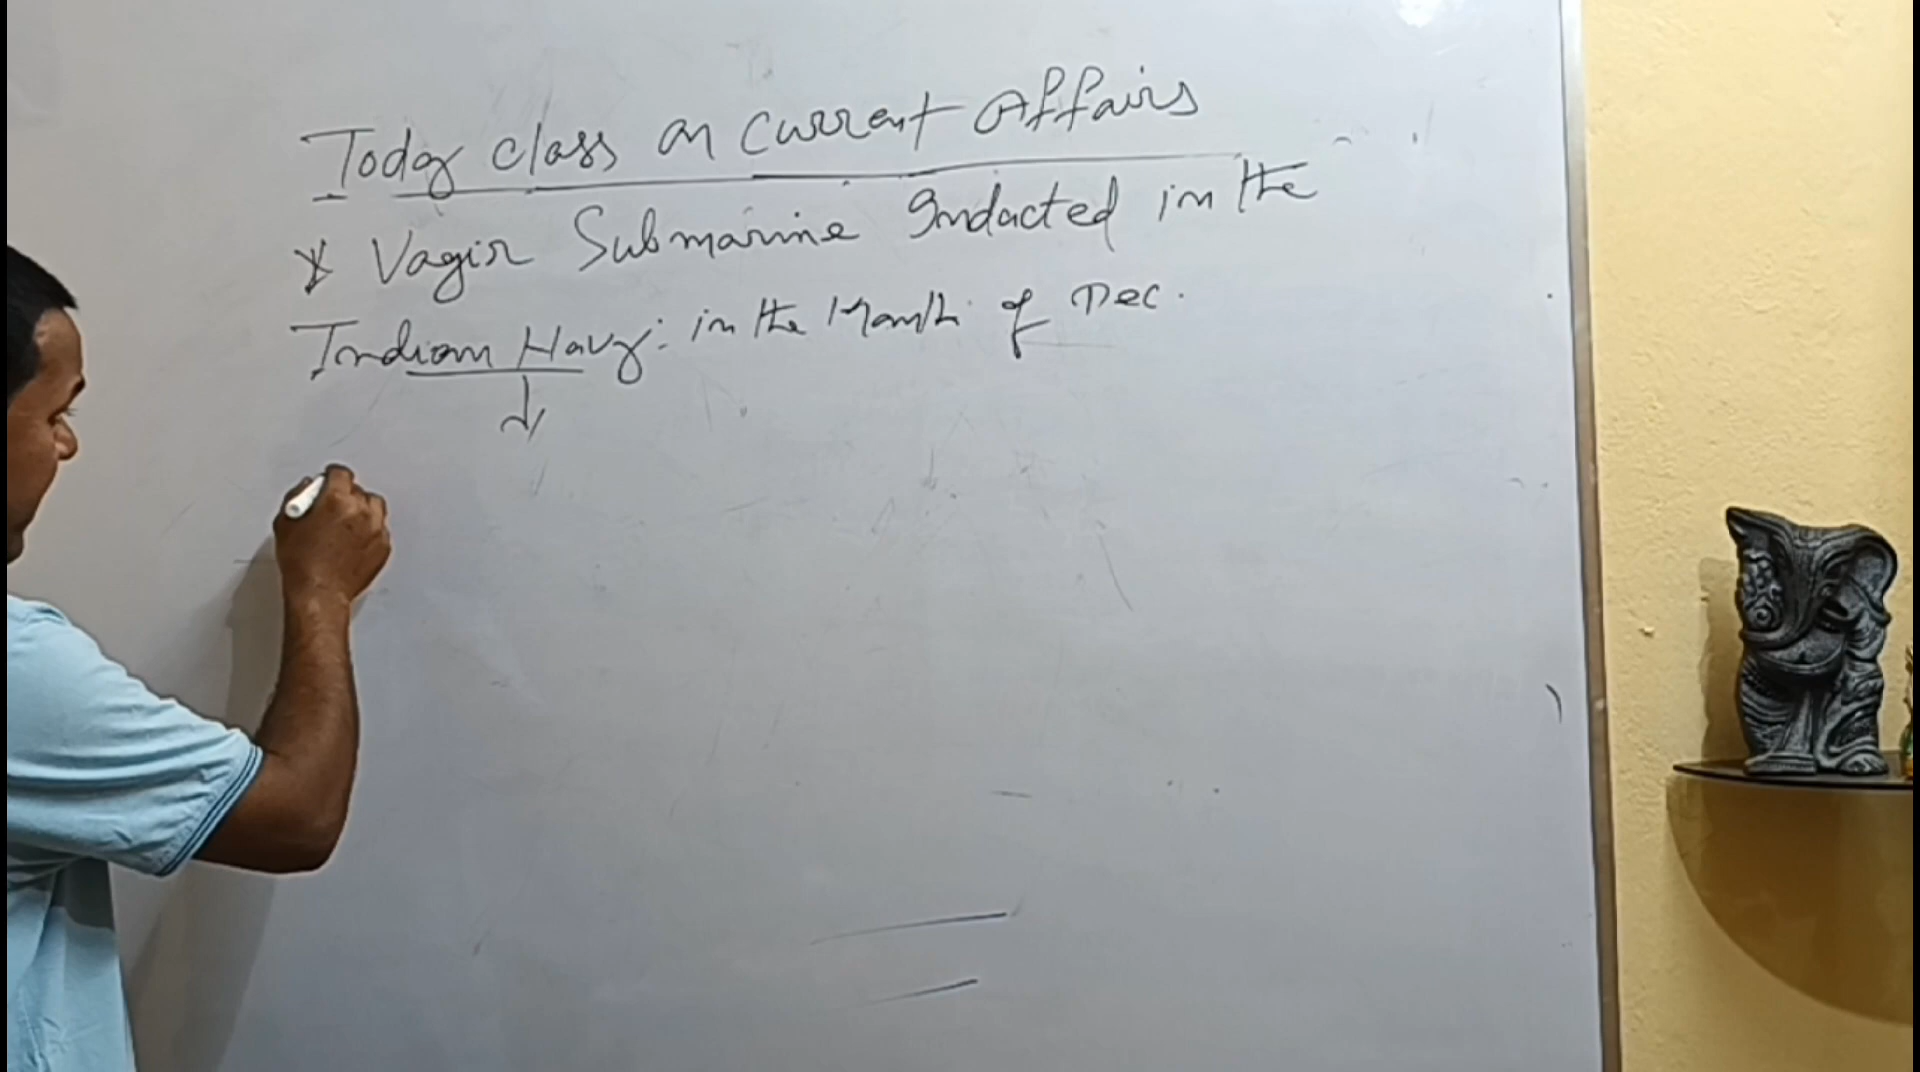 Today class on Current Affairs
* Vagir Submarine Inducted in the
Indian Navy: in the Month of Dec.